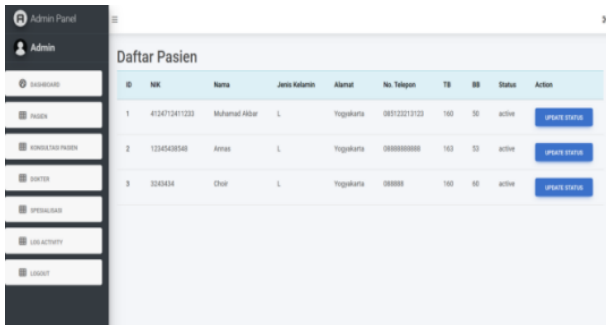 Admin Panel
Admin
DASHBOARD
PASIEN
KONSULTASI PASIEN
DOKTER
SPESIALISASI
LOG ACTIVITY
LOGOUT
Daftar Pasien
ID NIK Nama Jenis Kelamin Alamat No. Telepon TB BB Status Action
1 4124712411233 Muhamad Akbar L Yogyakarta 085123213123 160 50 active UPDATE STATUS
2 12345438548 Annas L Yogyakarta 163 53 active UPDATE STATUS
3 3243434 Choir L Yogyakarta 088888 160 60 active UPDATE STATUS